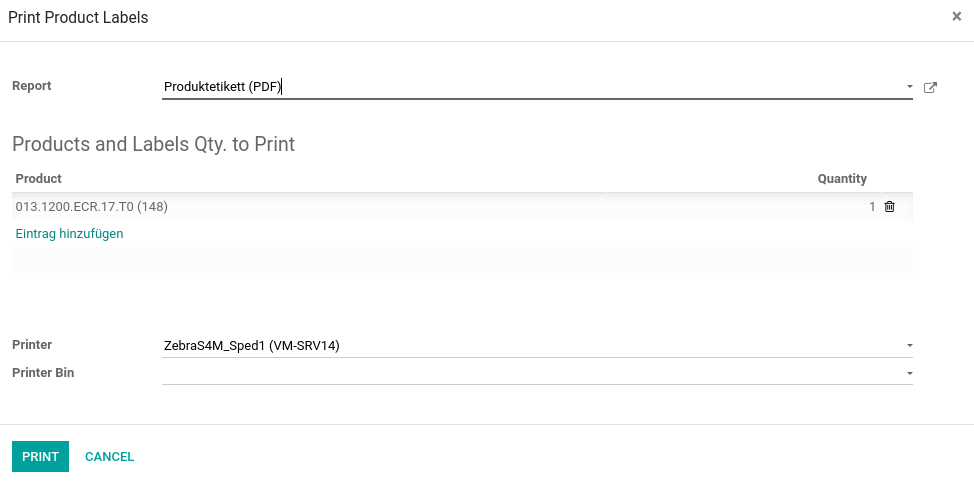 Print Product Labels ×
Report Produktetikett (PDF)
Products and Labels Qty. to Print
Product Quantity
013.1200.ECR.17.T0 (148) 1
Eintrag hinzufügen
Printer ZebraS4M_Sped1 (VM-SRV14)
Printer Bin
PRINT CANCEL